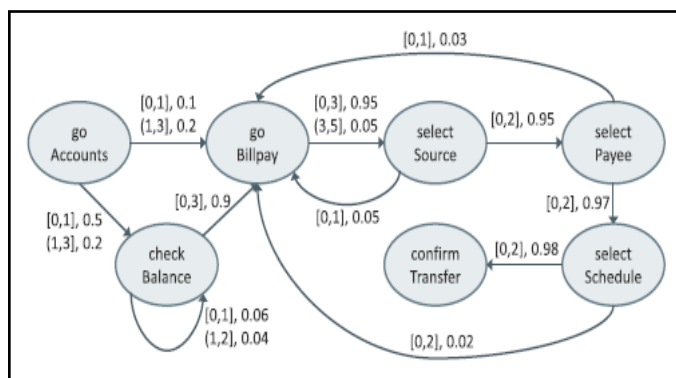 [0,1], 0.03
[0,1], 0.1
(1,3], 0.2
[0,3], 0.95
(3,5], 0.05
[0,2], 0.95
go
Accounts
go
Billpay
select
Source
select
Payee
[0,3], 0.9
[0,1], 0.05
[0,2], 0.97
[0,1], 0.5
(1,3], 0.2
check
Balance
confirm
Transfer
[0,2], 0.98
select
Schedule
[0,1], 0.06
(1,2], 0.04
[0,2], 0.02